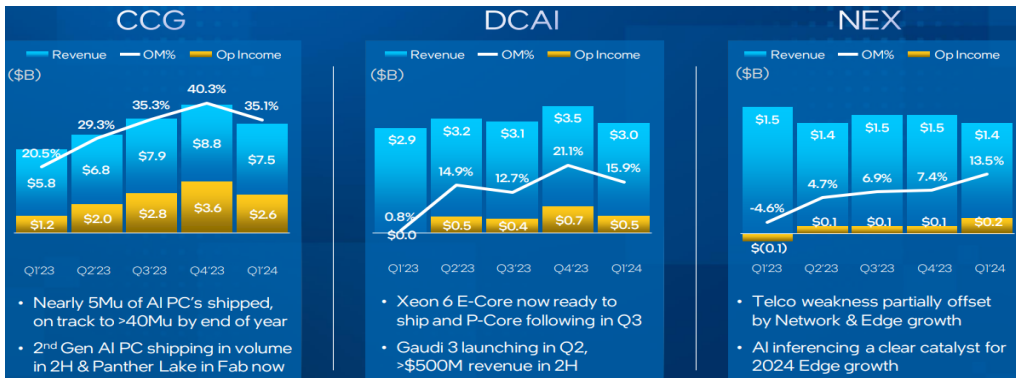 CCG
Revenue OM% Op Income
($B)
40.3%
35.3%
35.1%
29.3%
20.5%
$8.8
$7.9
$7.5
$6.8
$5.8
$3.6
$2.8
$2.6
$2.0
$1.2
Q1'23 Q2'23 Q3'23 Q4'23 Q1'24
• Nearly 5Mu of AI PC's shipped,
on track to >40Mu by end of year
• 2nd Gen AI PC shipping in volume
in 2H & Panther Lake in Fab now
DCAI
Revenue OM% Op Income
($B)
$3.5
$3.2
$3.1
$3.0
$2.9
21.1%
14.9%
15.9%
12.7%
0.8%
$0.7
$0.5
$0.4
$0.5
$0.0
Q1'23 Q2'23 Q3'23 Q4'23 Q1'24
• Xeon 6 E-Core now ready to
ship and P-Core following in Q3
• Gaudi 3 launching in Q2,
>$500M revenue in 2H
NEX
Revenue OM% Op Income
($B)
$1.5
$1.4
$1.5
$1.5
$1.4
13.5%
7.4%
6.9%
4.7%
-4.6%
$0.1
$0.1
$0.1
$0.2
$(0.1)
Q1'23 Q2'23 Q3'23 Q4'23 Q1'24
• Telco weakness partially offset
by Network & Edge growth
• AI inferencing a clear catalyst for
2024 Edge growth